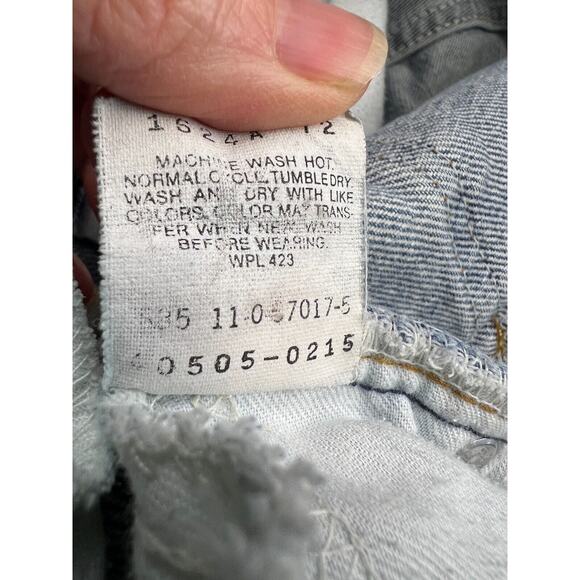 1624A 12
MACHINE WASH HOT,
NORMAL CYCLE, TUMBLE DRY.
WASH AND DRY WITH LIKE
COLORS. COLOR MAY TRANS-
FER WHEN NEW. WASH
BEFORE WEARING.
WPL 423
11-0
40505-0215